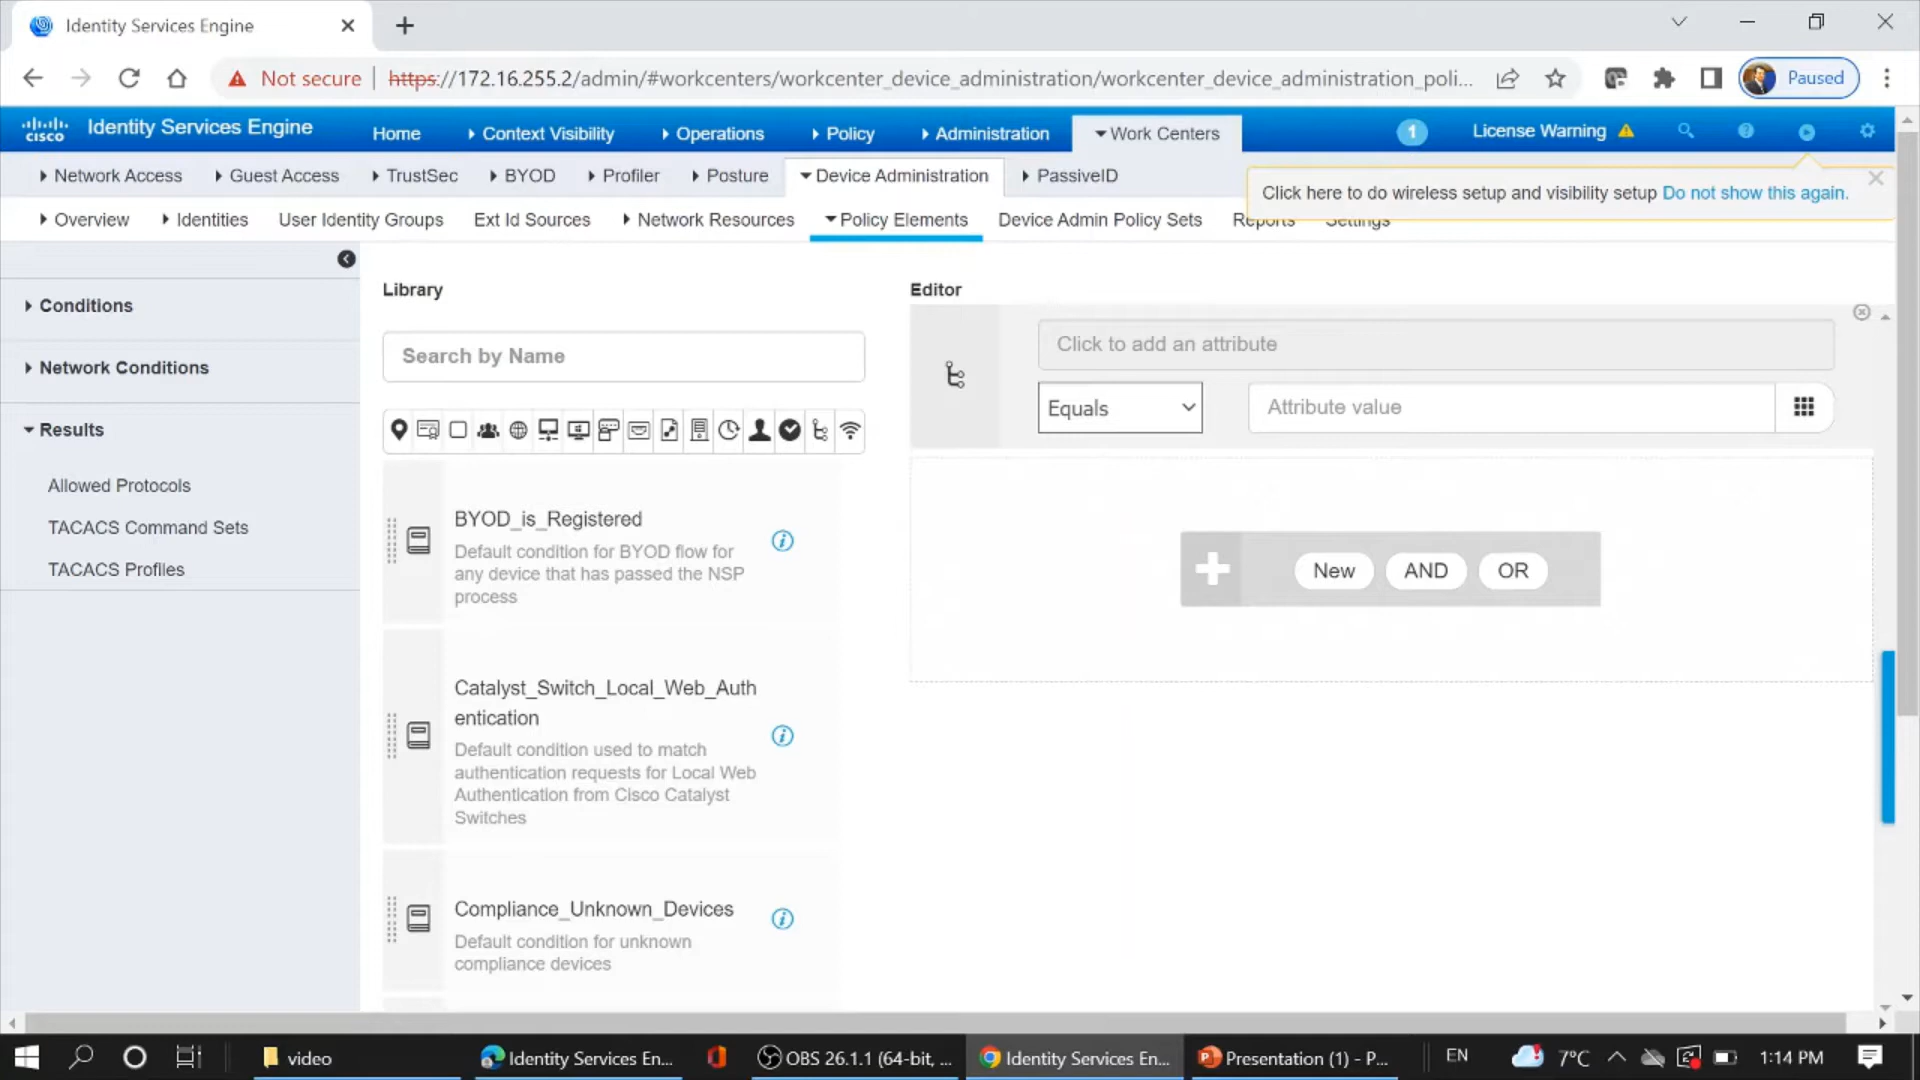 Identity Services Engine
Not secure
https://172.16.255.2/admin/#workcenters/workcenter_device_administration/workcenter_device_administration_poli...
Paused
CISCO
Identity Services Engine
Home
Context Visibility
Operations
Policy
Administration
Work Centers
1
License Warning
Network Access
Guest Access
TrustSec
BYOD
Profiler
Posture
Device Administration
PassiveID
Click here to do wireless setup and visibility setup Do not show this again.
Overview
Identities
User Identity Groups
Ext Id Sources
Network Resources
Policy Elements
Device Admin Policy Sets
Reports
Settings
Conditions
Network Conditions
Results
Allowed Protocols
TACACS Command Sets
TACACS Profiles
Library
Search by Name
BYOD_is_Registered
Default condition for BYOD flow for
any device that has passed the NSP
process
Catalyst_Switch_Local_Web_Auth
entication
Default condition used to match
authentication requests for Local Web
Authentication from Cisco Catalyst
Switches
Compliance_Unknown_Devices
Default condition for unknown
compliance devices
Editor
Click to add an attribute
Equals
Attribute value
New
AND
OR
video
Identity Services En...
OBS 26.1.1 (64-bit, ...
Identity Services En...
Presentation (1) - P...
EN
7°C
1:14 PM